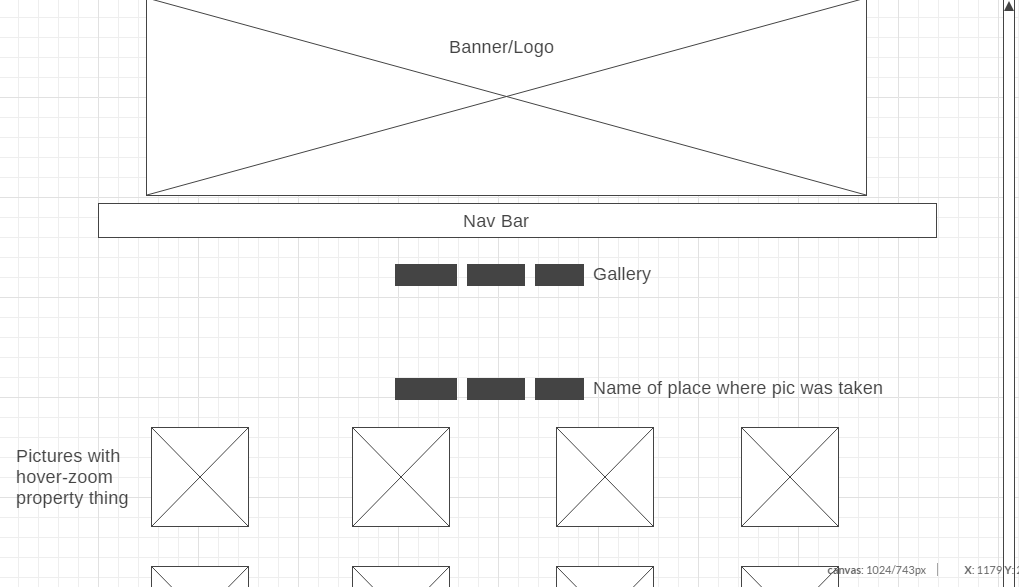 Banner/Logo
Nav Bar
Gallery
Name of place where pic was taken
Pictures with
hover-zoom
property thing
canvas: 1024/743px
X: 1179 Y: